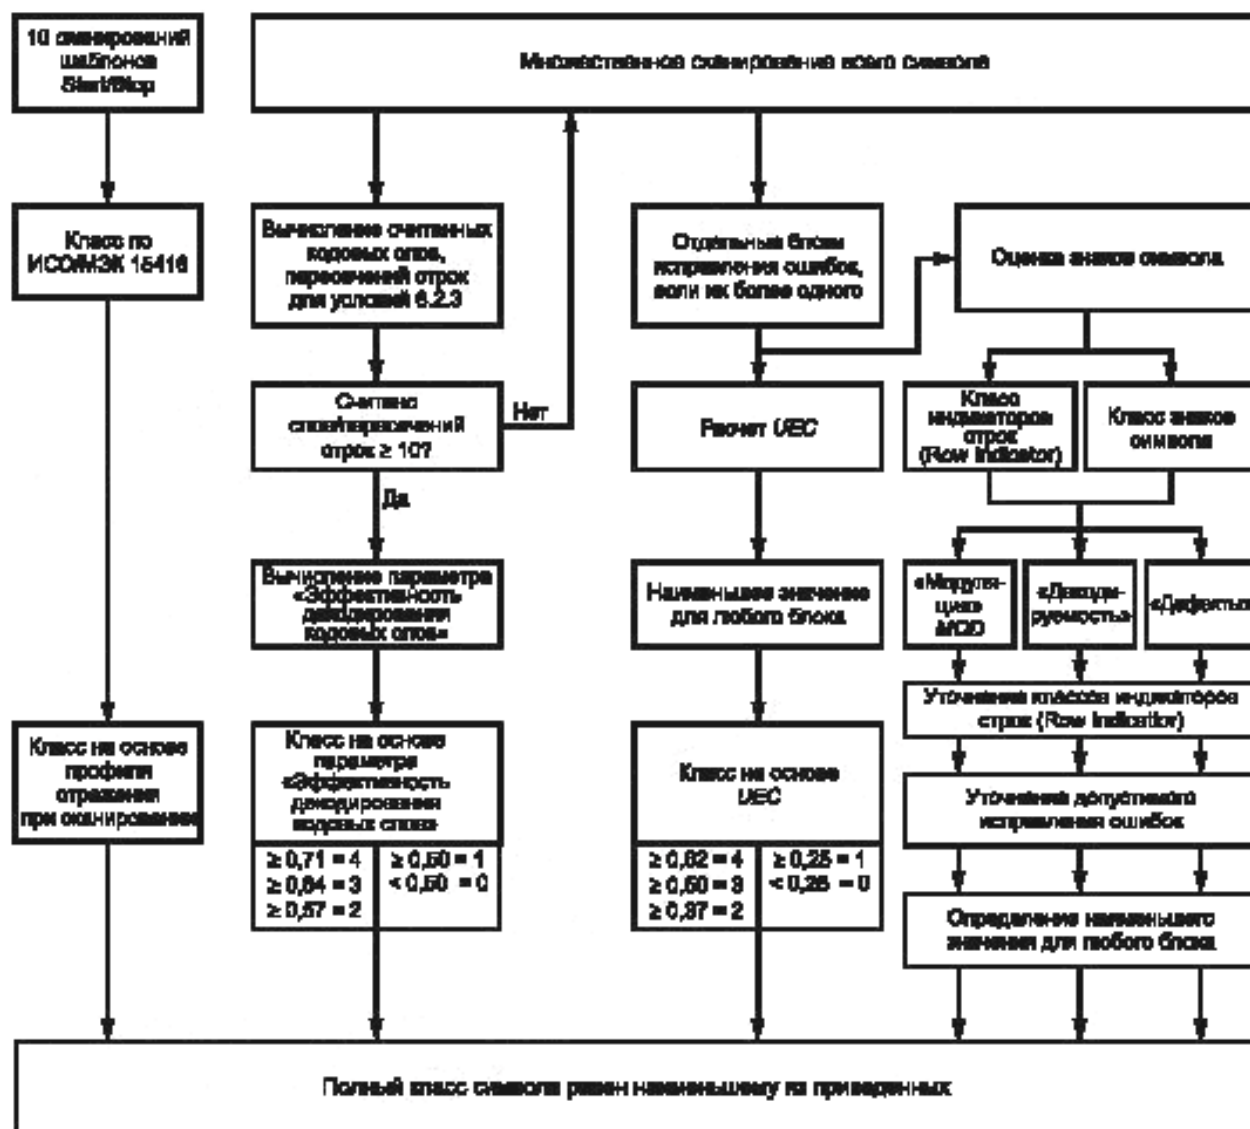 10 сканирований
шаблонов
Start/Stop
Множественное сканирование всего символа
Класс по
ИСО/МЭК 15416
Вычисление считанных
кодовых слов,
пересечений строк
для условий 6.2.3
Отдельные блоки
исправления ошибок,
если их более одного
Оценка знаков символа
Считано
слов/пересечений
строк ≥ 10?
Нет
Да
Расчет UEC
Класс
индикаторов
строк
(Row Indicator)
Класс знаков
символа
Вычисление параметра
«Эффективность
декодирования
кодовых слов»
Наименьшее значение
для любого блока
«Модуля-
ция»
MOD
«Декоди-
руемость»
«Дефекты»
Уточнения классов индикаторов
строк (Row Indicator)
Класс на основе
профиля
отражения
при сканировании
Класс на основе
параметра
«Эффективность
декодирования
кодовых слов»
Класс на основе
UEC
Уточнения допустимого
исправления ошибок
≥ 0,71 = 4
≥ 0,64 = 3
≥ 0,57 = 2
≥ 0,50 = 1
< 0,50 = 0
≥ 0,62 = 4
≥ 0,50 = 3
≥ 0,37 = 2
≥ 0,25 = 1
< 0,25 = 0
Определение наименьшего
значения для любого блока
Полный класс символа равен наименьшему из приведенных